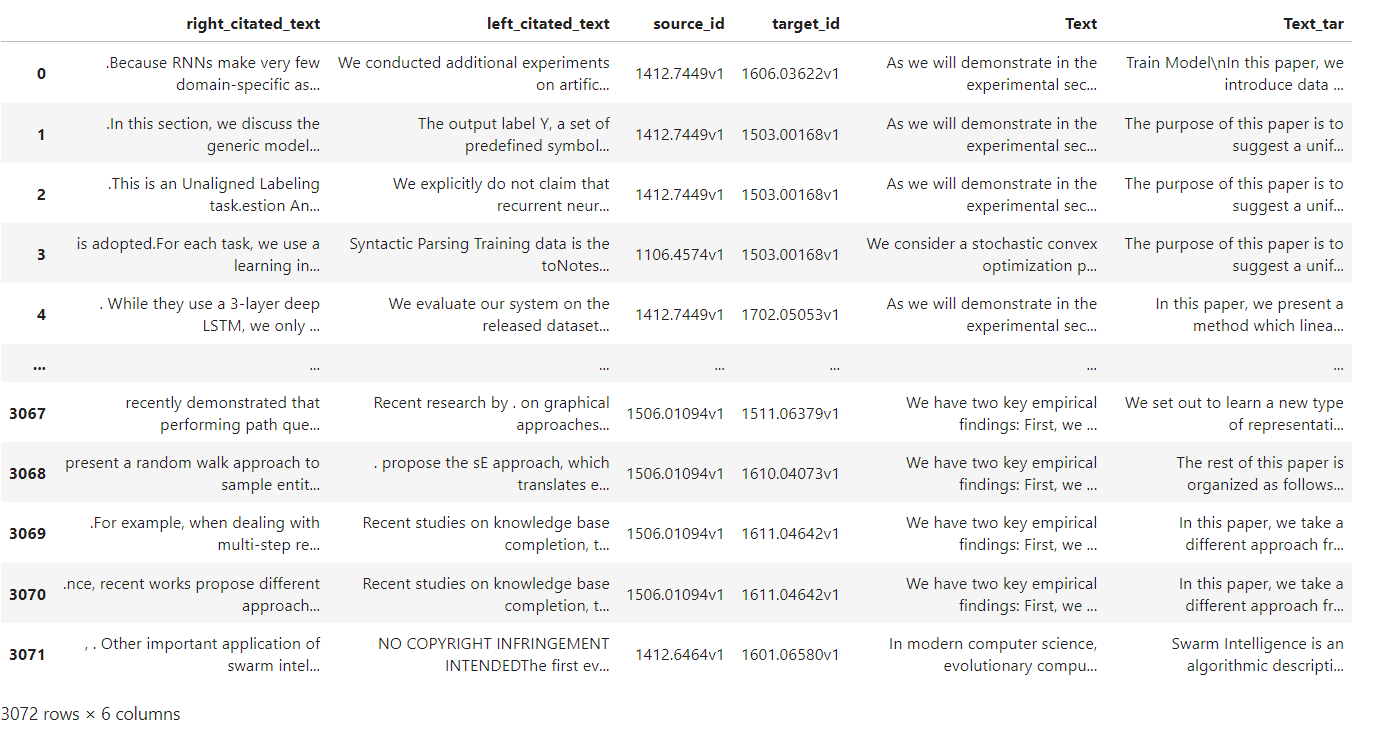 right_citated_text left_citated_text source_id target_id Text Text_tar
0 .Because RNNs make very few domain-specific as... We conducted additional experiments on artific... 1412.7449v1 1606.03622v1 As we will demonstrate in the experimental sec... Train Model\nIn this paper, we introduce data ...
1 .In this section, we discuss the generic model... The output label Y, a set of predefined symbol... 1412.7449v1 1503.00168v1 As we will demonstrate in the experimental sec... The purpose of this paper is to suggest a unif...
2 .This is an Unaligned Labeling task.estion An... We explicitly do not claim that recurrent neur... 1412.7449v1 1503.00168v1 As we will demonstrate in the experimental sec... The purpose of this paper is to suggest a unif...
3 is adopted.For each task, we use a learning in... Syntactic Parsing Training data is the toNotes... 1106.4574v1 1503.00168v1 We consider a stochastic convex optimization p... The purpose of this paper is to suggest a unif...
4 . While they use a 3-layer deep LSTM, we only ... We evaluate our system on the released dataset... 1412.7449v1 1702.05053v1 As we will demonstrate in the experimental sec... In this paper, we present a method which linea...
... ... ... ... ... ... ...
3067 recently demonstrated that performing path que... Recent research by . on graphical approaches... 1506.01094v1 1511.06379v1 We have two key empirical findings: First, we ... We set out to learn a new type of representati...
3068 present a random walk approach to sample entit... . propose the sE approach, which translates e... 1506.01094v1 1610.04073v1 We have two key empirical findings: First, we ... The rest of this paper is organized as follows...
3069 .For example, when dealing with multi-step re... Recent studies on knowledge base completion, t... 1506.01094v1 1611.04642v1 We have two key empirical findings: First, we ... In this paper, we take a different approach fr...
3070 .nce, recent works propose different approach... Recent studies on knowledge base completion, t... 1506.01094v1 1611.04642v1 We have two key empirical findings: First, we ... In this paper, we take a different approach fr...
3071 , . Other important application of swarm intel... NO COPYRIGHT INFRINGEMENT INTENDEDThe first ev... 1412.6464v1 1601.06580v1 In modern computer science, evolutionary compu... Swarm Intelligence is an algorithmic descripti...
3072 rows × 6 columns